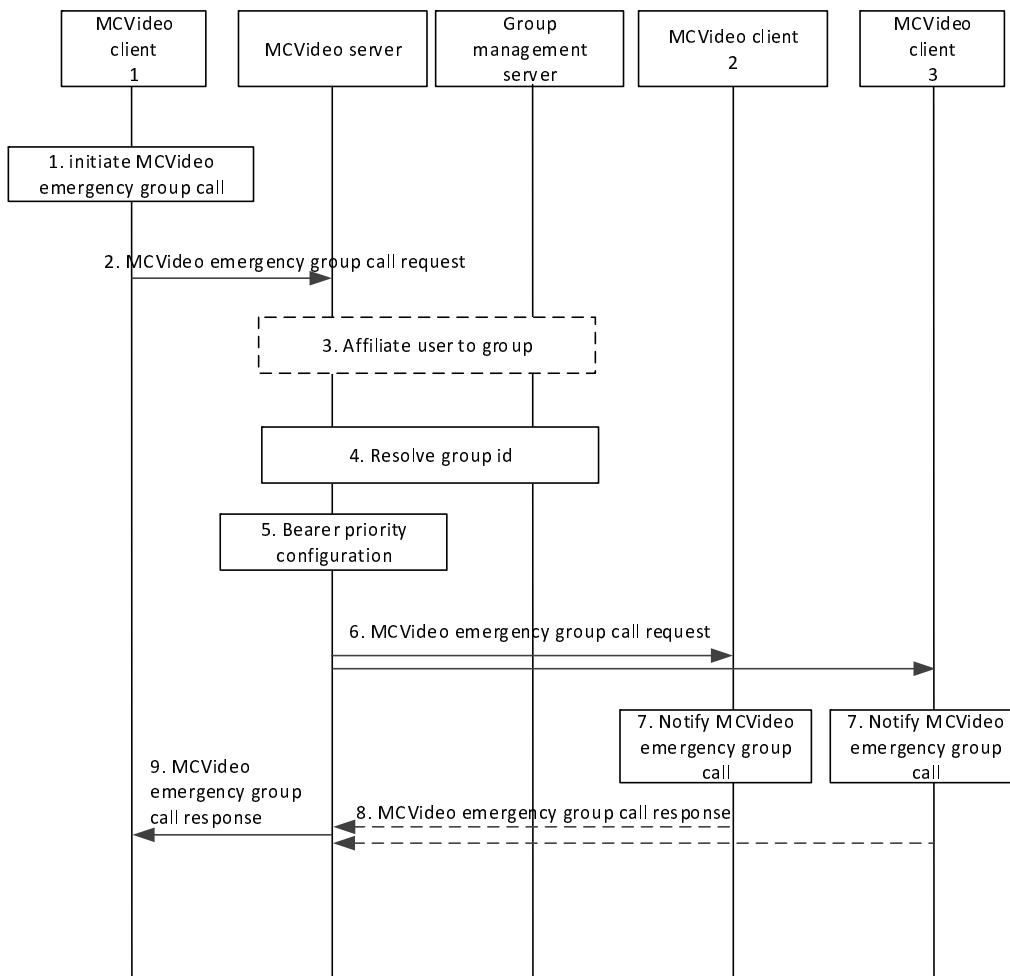 MCVideo
client
1
MCVideo server
Group
management
server
MCVideo client
2
MCVideo
client
3
1. initiate MCVideo
emergency group call
2. MCVideo emergency group call request
3. Affiliate user to group
4. Resolve group id
5. Bearer priority
configuration
6. MCVideo emergency group call request
7. Notify MCVideo
emergency group
call
7. Notify MCVideo
emergency group
call
9. MCVideo
emergency group
call response
8. MCVideo emergency group call response